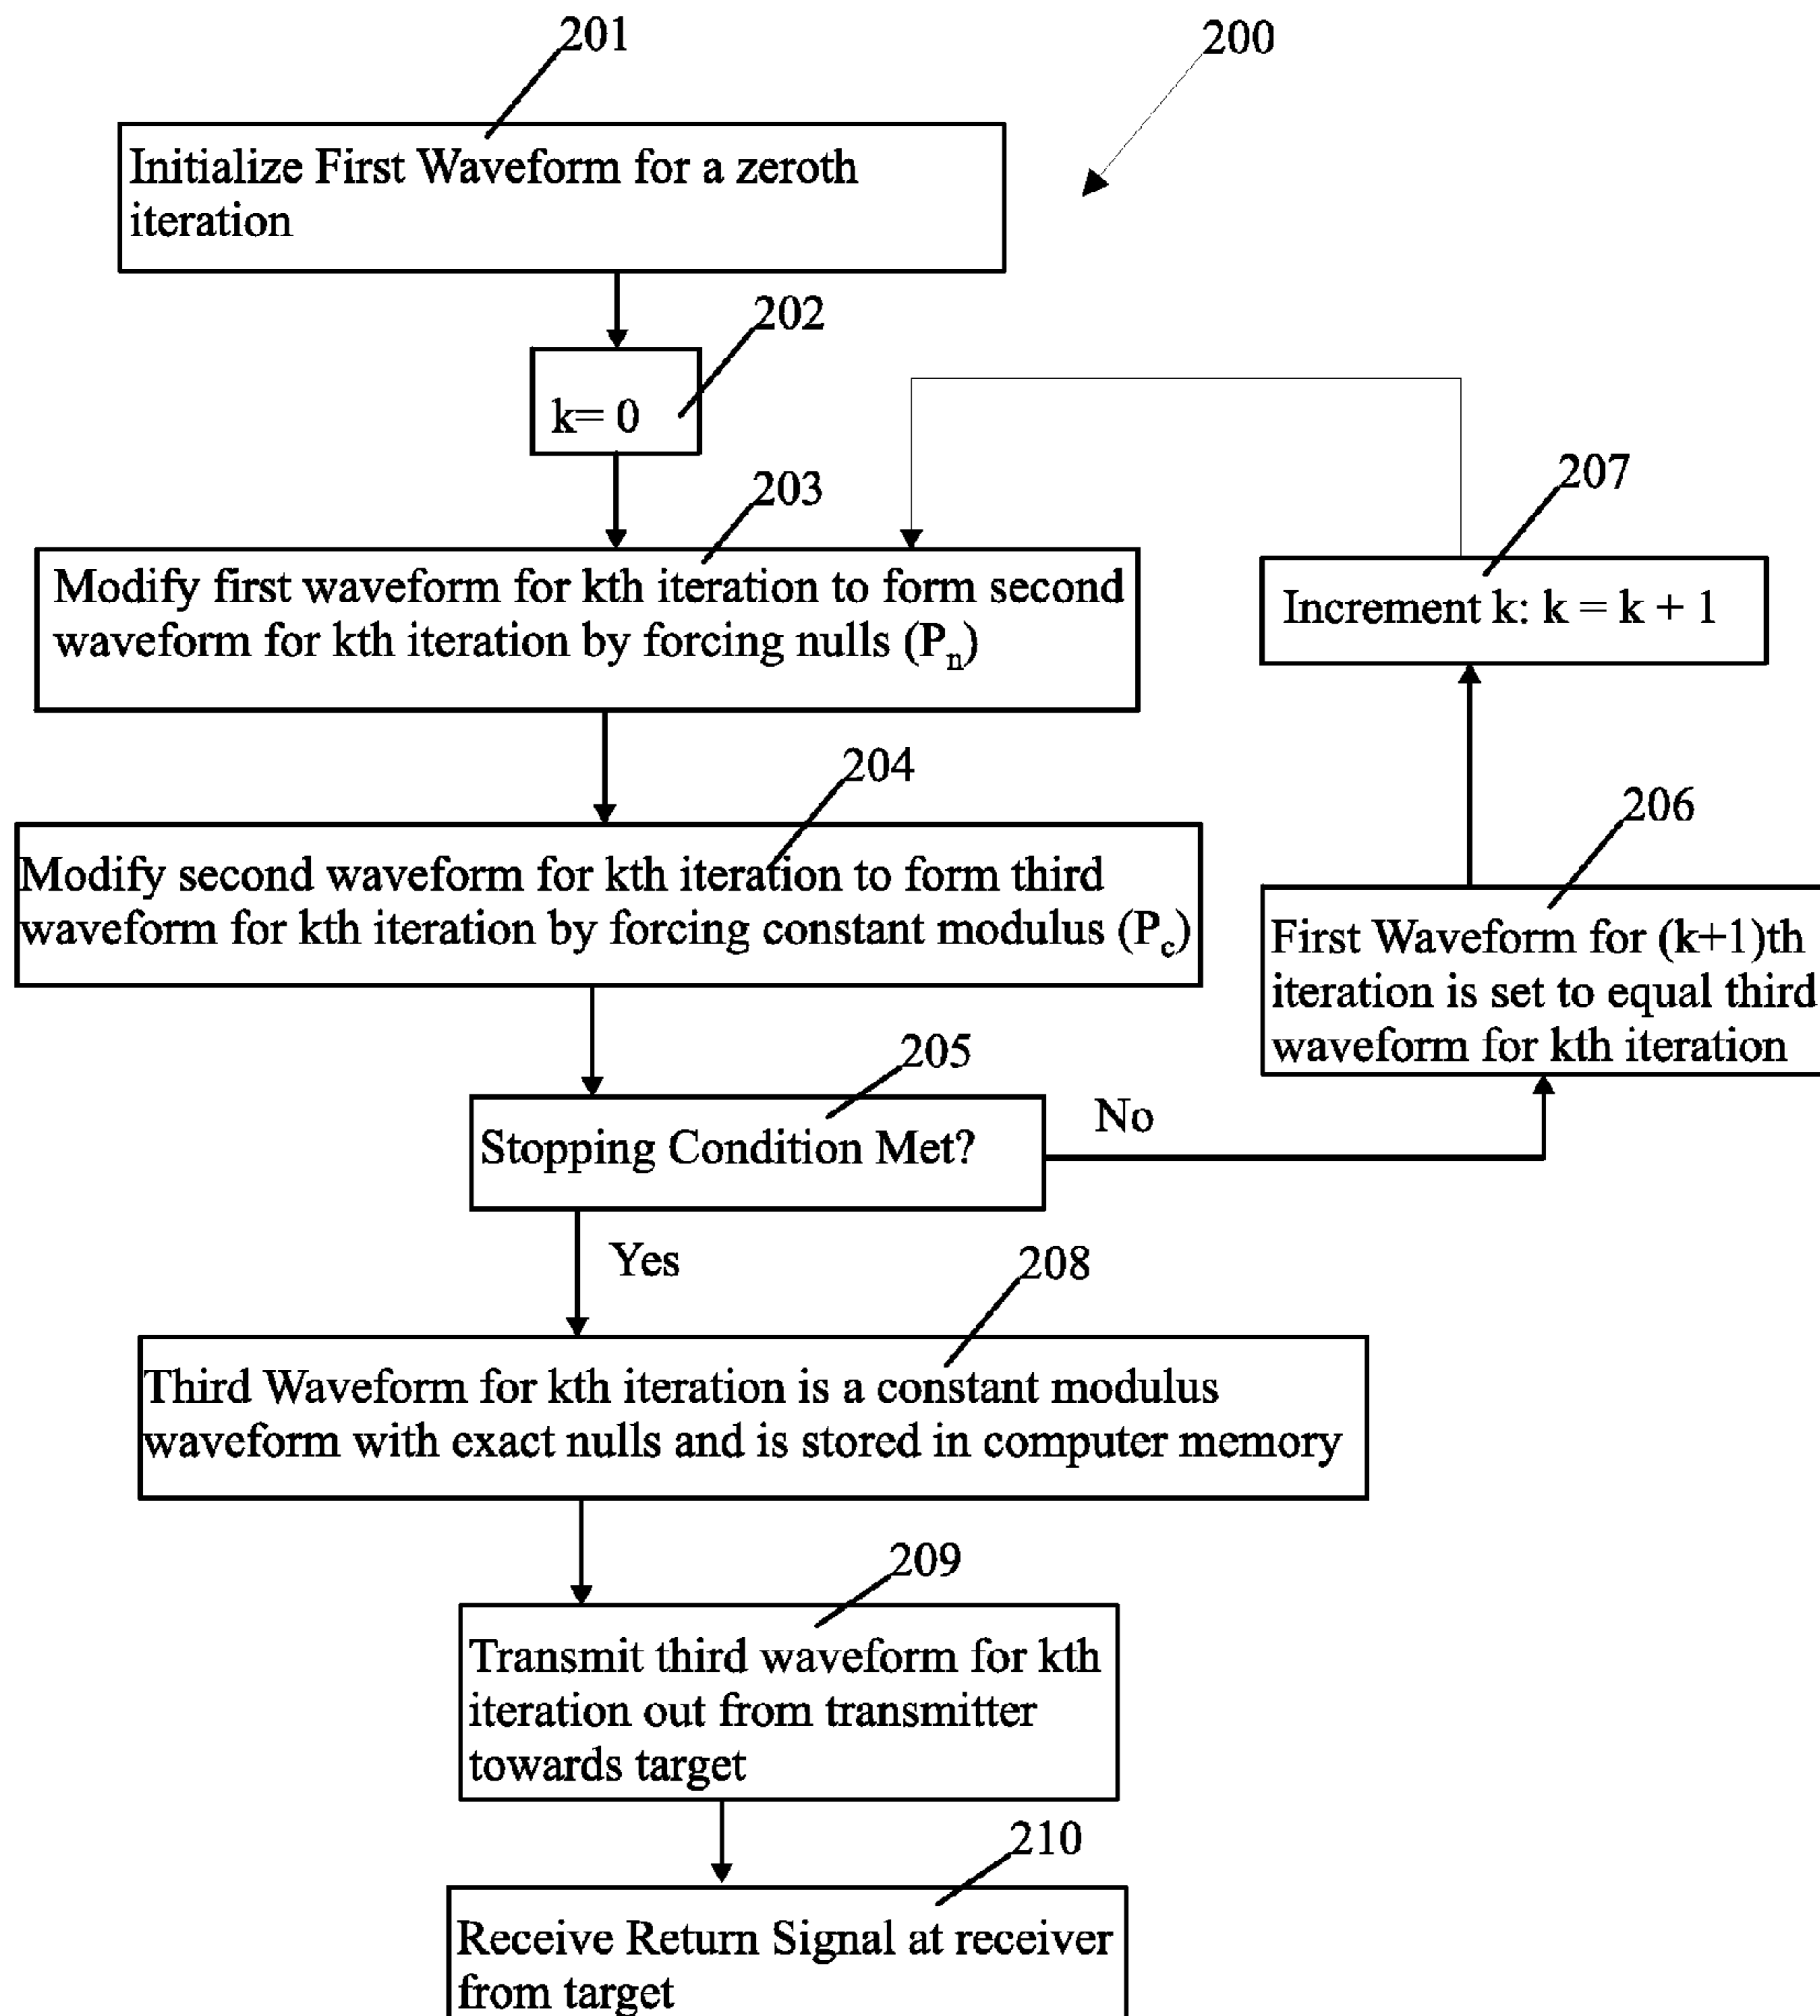 201
200
Initialize First Waveform for a zeroth
iteration
202
k= 0
203
207
Modify first waveform for kth iteration to form second
waveform for kth iteration by forcing nulls (Pn)
Increment k: k = k + 1
204
206
Modify second waveform for kth iteration to form third
waveform for kth iteration by forcing constant modulus (Pc)
First Waveform for (k+1)th
iteration is set to equal third
waveform for kth iteration
205
Stopping Condition Met?
No
Yes
208
Third Waveform for kth iteration is a constant modulus
waveform with exact nulls and is stored in computer memory
209
Transmit third waveform for kth
iteration out from transmitter
towards target
210
Receive Return Signal at receiver
from target